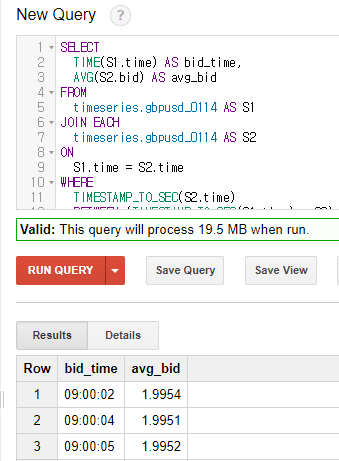 New Query ?
1 SELECT
2 TIME(S1.time) AS bid_time,
3 AVG(S2.bid) AS avg_bid
4 FROM
5 timeseries.gbpusd_0114 AS S1
6 JOIN EACH
7 timeseries.gbpusd_0114 AS S2
8 ON
9 S1.time = S2.time
10 WHERE
11 TIMESTAMP_TO_SEC(S2.time)
Valid: This query will process 19.5 MB when run.
RUN QUERY Save Query Save View
Results Details
Row bid_time avg_bid
1 09:00:02 1.9954
2 09:00:04 1.9951
3 09:00:05 1.9952